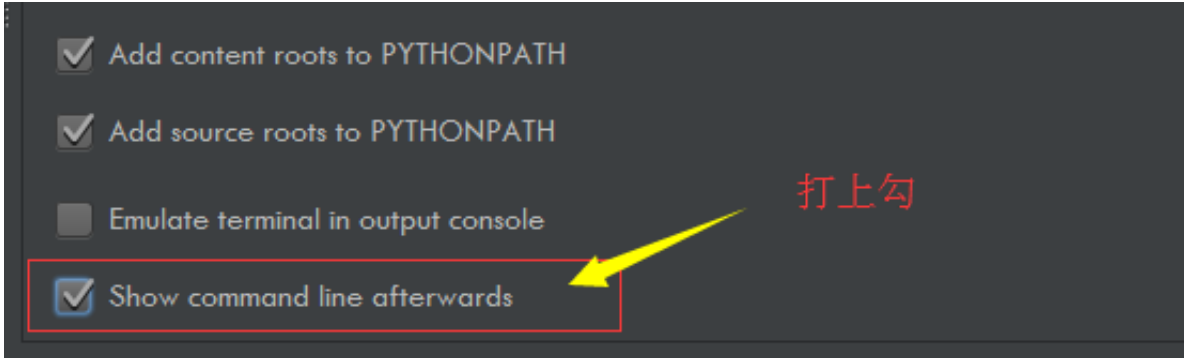 Add content roots to PYTHONPATH
Add source roots to PYTHONPATH
打上勾
Emulate terminal in output console
Show command line afterwards